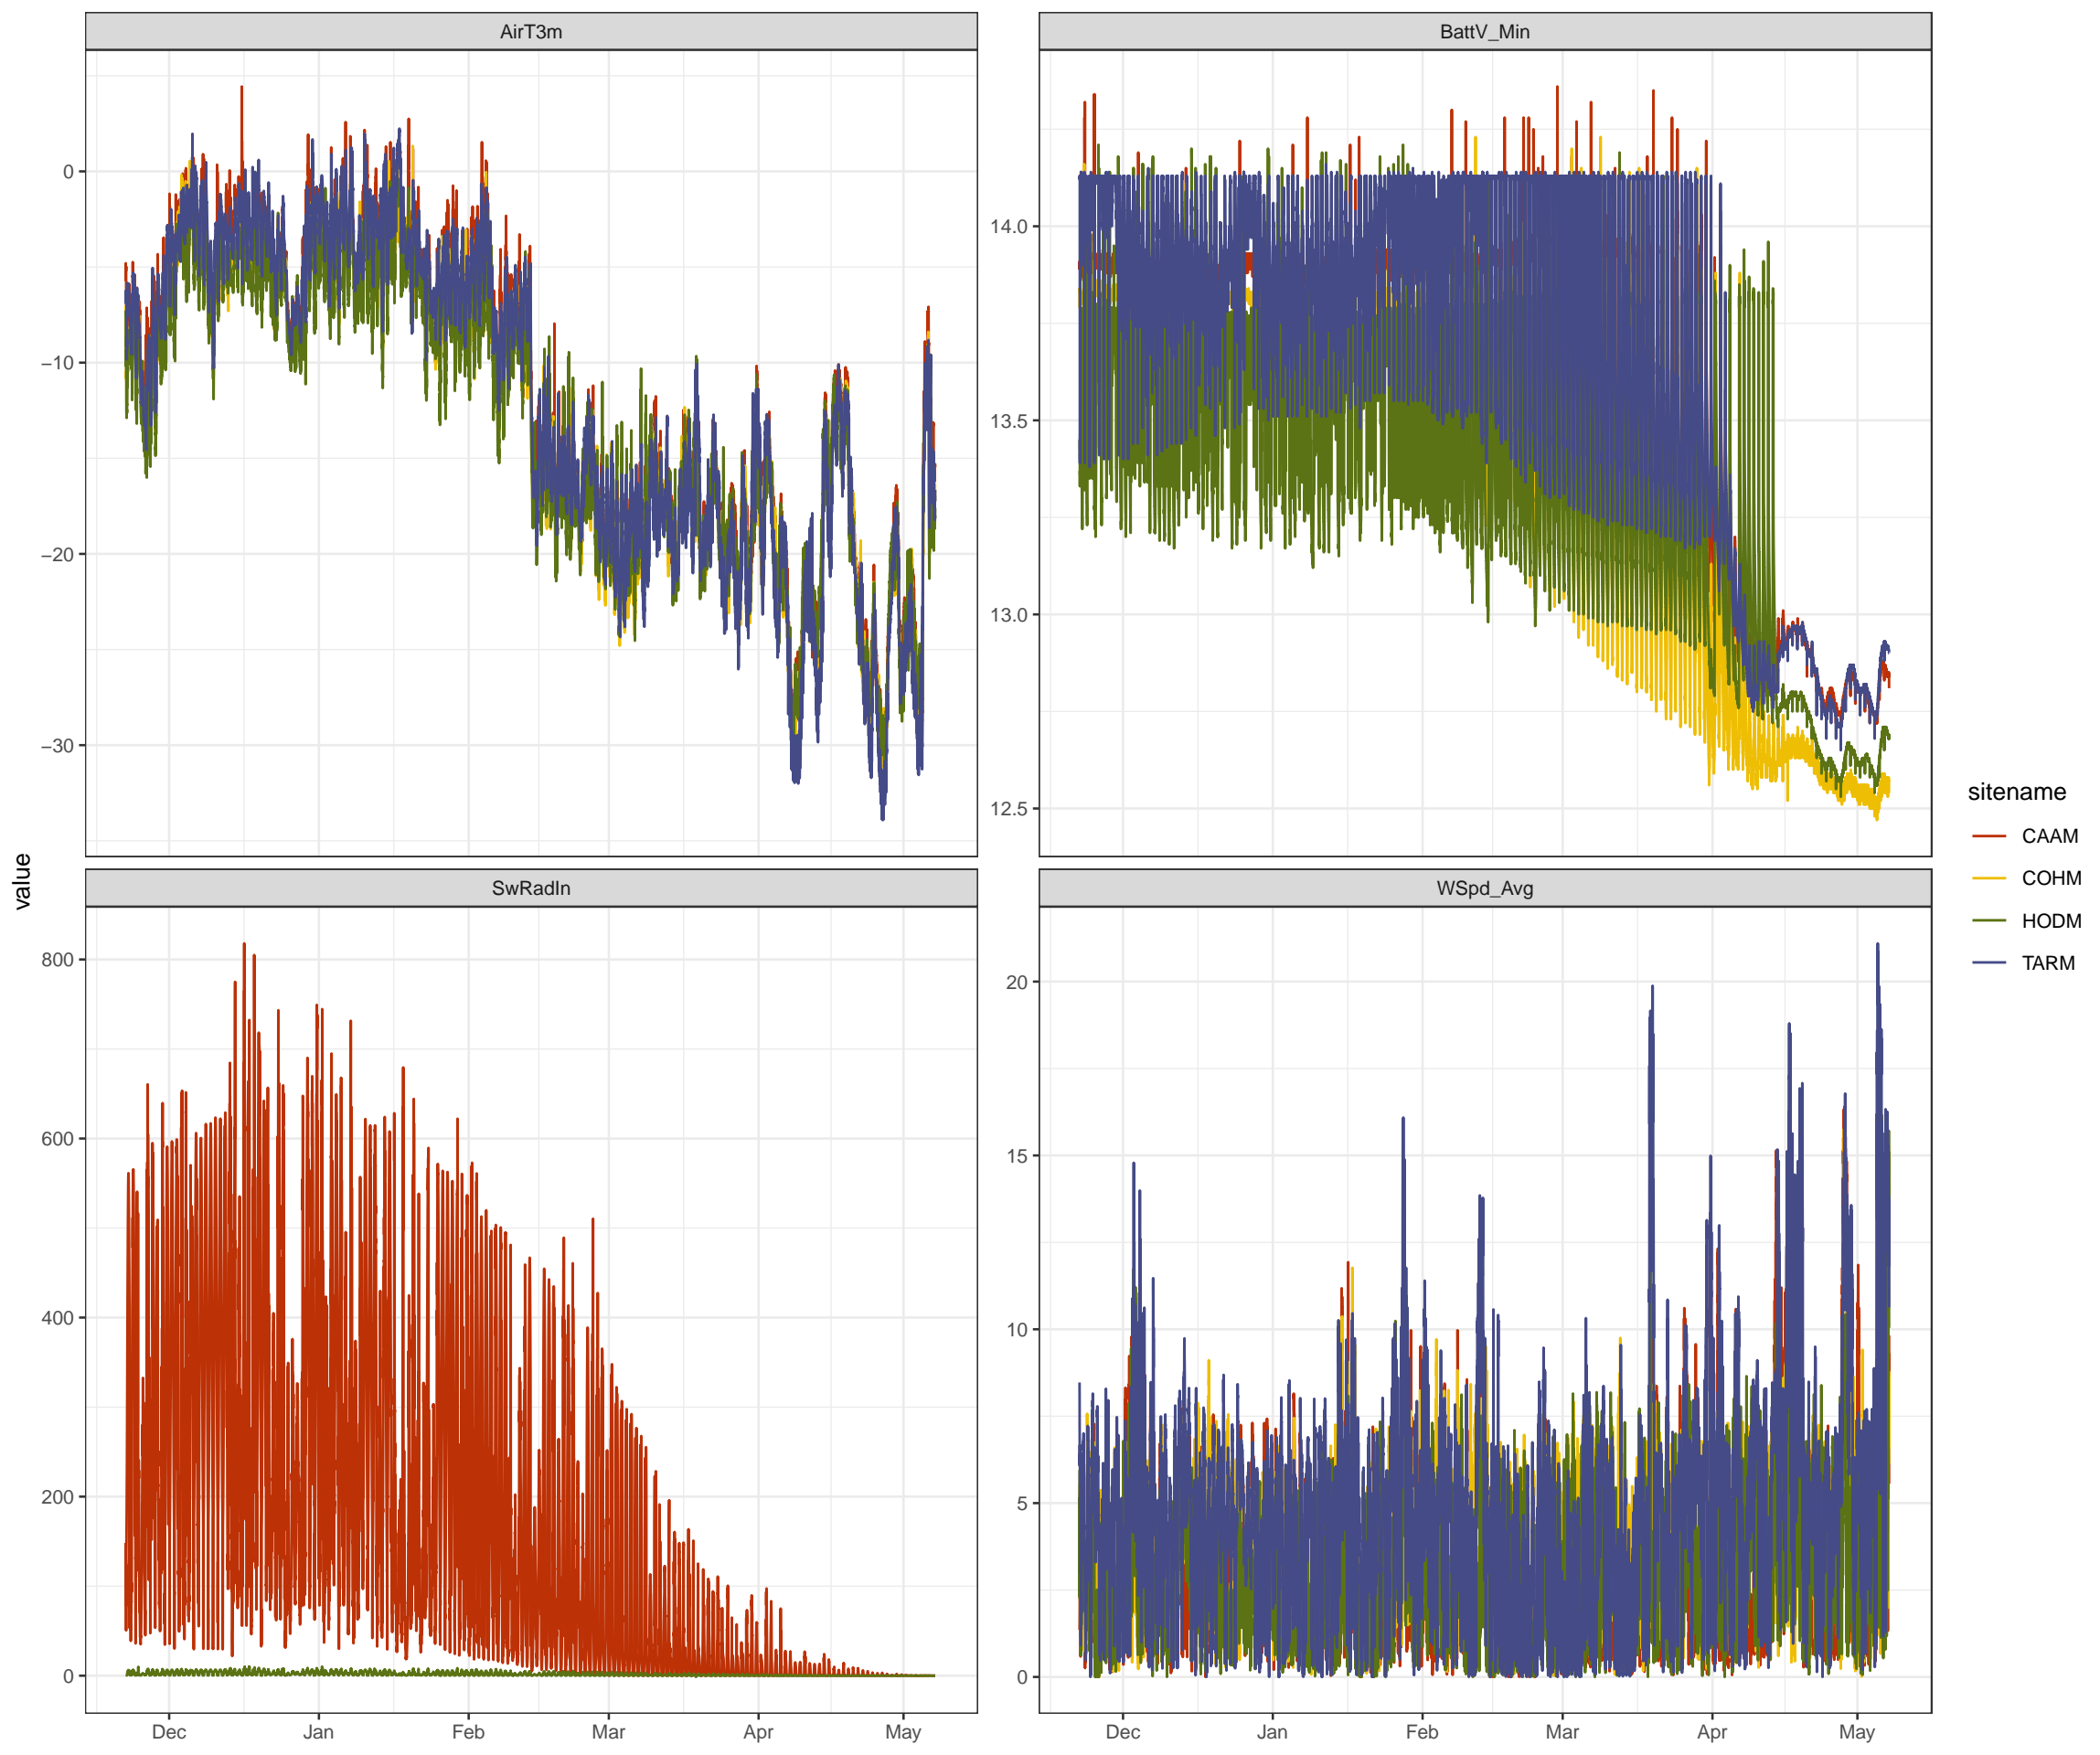 AirT3m
BattV_Min
0
−10
−20
−30
14.0
13.5
13.0
12.5
value
SwRadIn
WSpd_Avg
800
600
400
200
0
20
15
10
5
0
Dec Jan Feb Mar Apr May
Dec Jan Feb Mar Apr May
sitename
CAAM
COHM
HODM
TARM